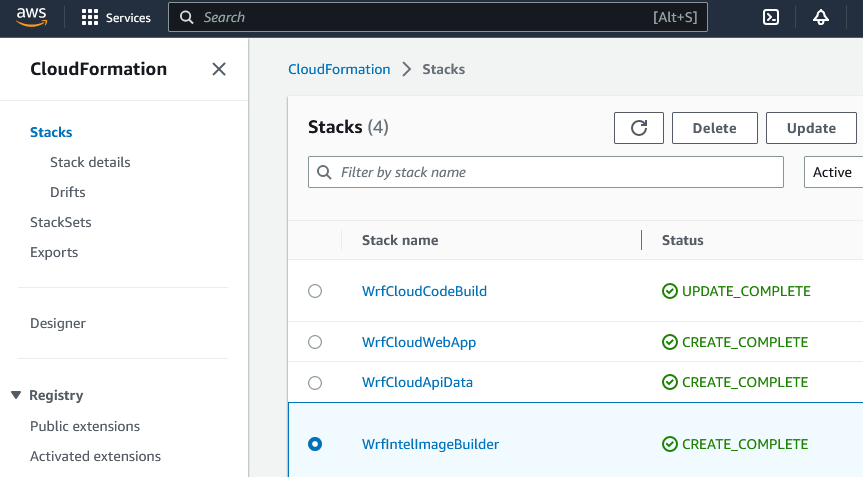 aws Services Search [Alt+S]
CloudFormation
CloudFormation Stacks
Stacks
Stack details
Drifts
StackSets
Exports
Designer
Registry
Public extensions
Activated extensions
Stacks (4)
Delete Update
Filter by stack name Active
Stack name Status
WrfCloudCodeBuild UPDATE_COMPLETE
WrfCloudWebApp CREATE_COMPLETE
WrfCloudApiData CREATE_COMPLETE
WrfIntelImageBuilder CREATE_COMPLETE